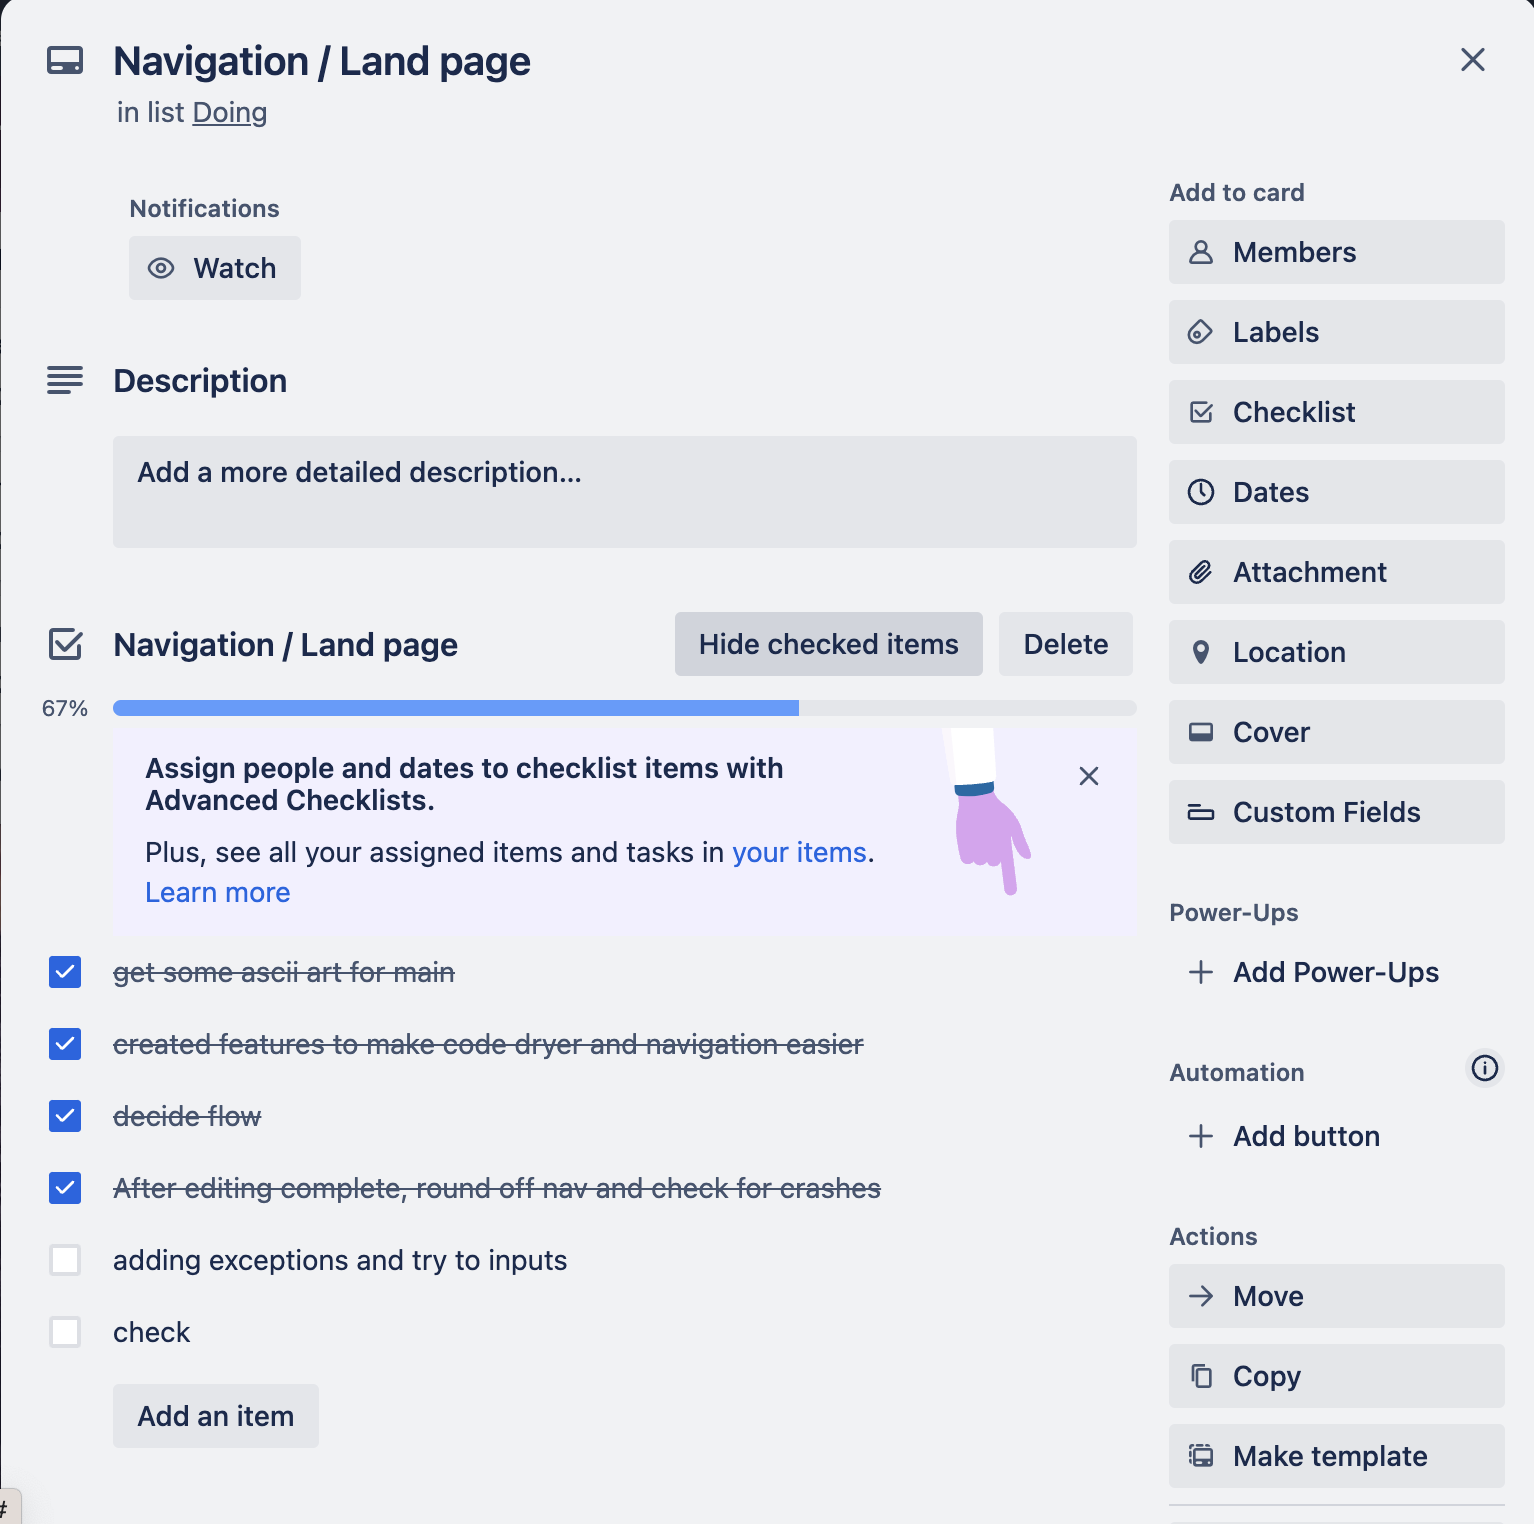 Navigation / Land page
in list Doing
Notifications
Watch
Description
Add a more detailed description...
Navigation / Land page
Hide checked items
Delete
67%
Assign people and dates to checklist items with
Advanced Checklists.
Plus, see all your assigned items and tasks in your items.
Learn more
get some ascii art for main
created features to make code dryer and navigation easier
decide flow
After editing complete, round off nav and check for crashes
adding exceptions and try to inputs
check
Add an item
#
Add to card
Members
Labels
Checklist
Dates
Attachment
Location
Cover
Custom Fields
Power-Ups
Add Power-Ups
Automation
Add button
Actions
Move
Copy
Make template